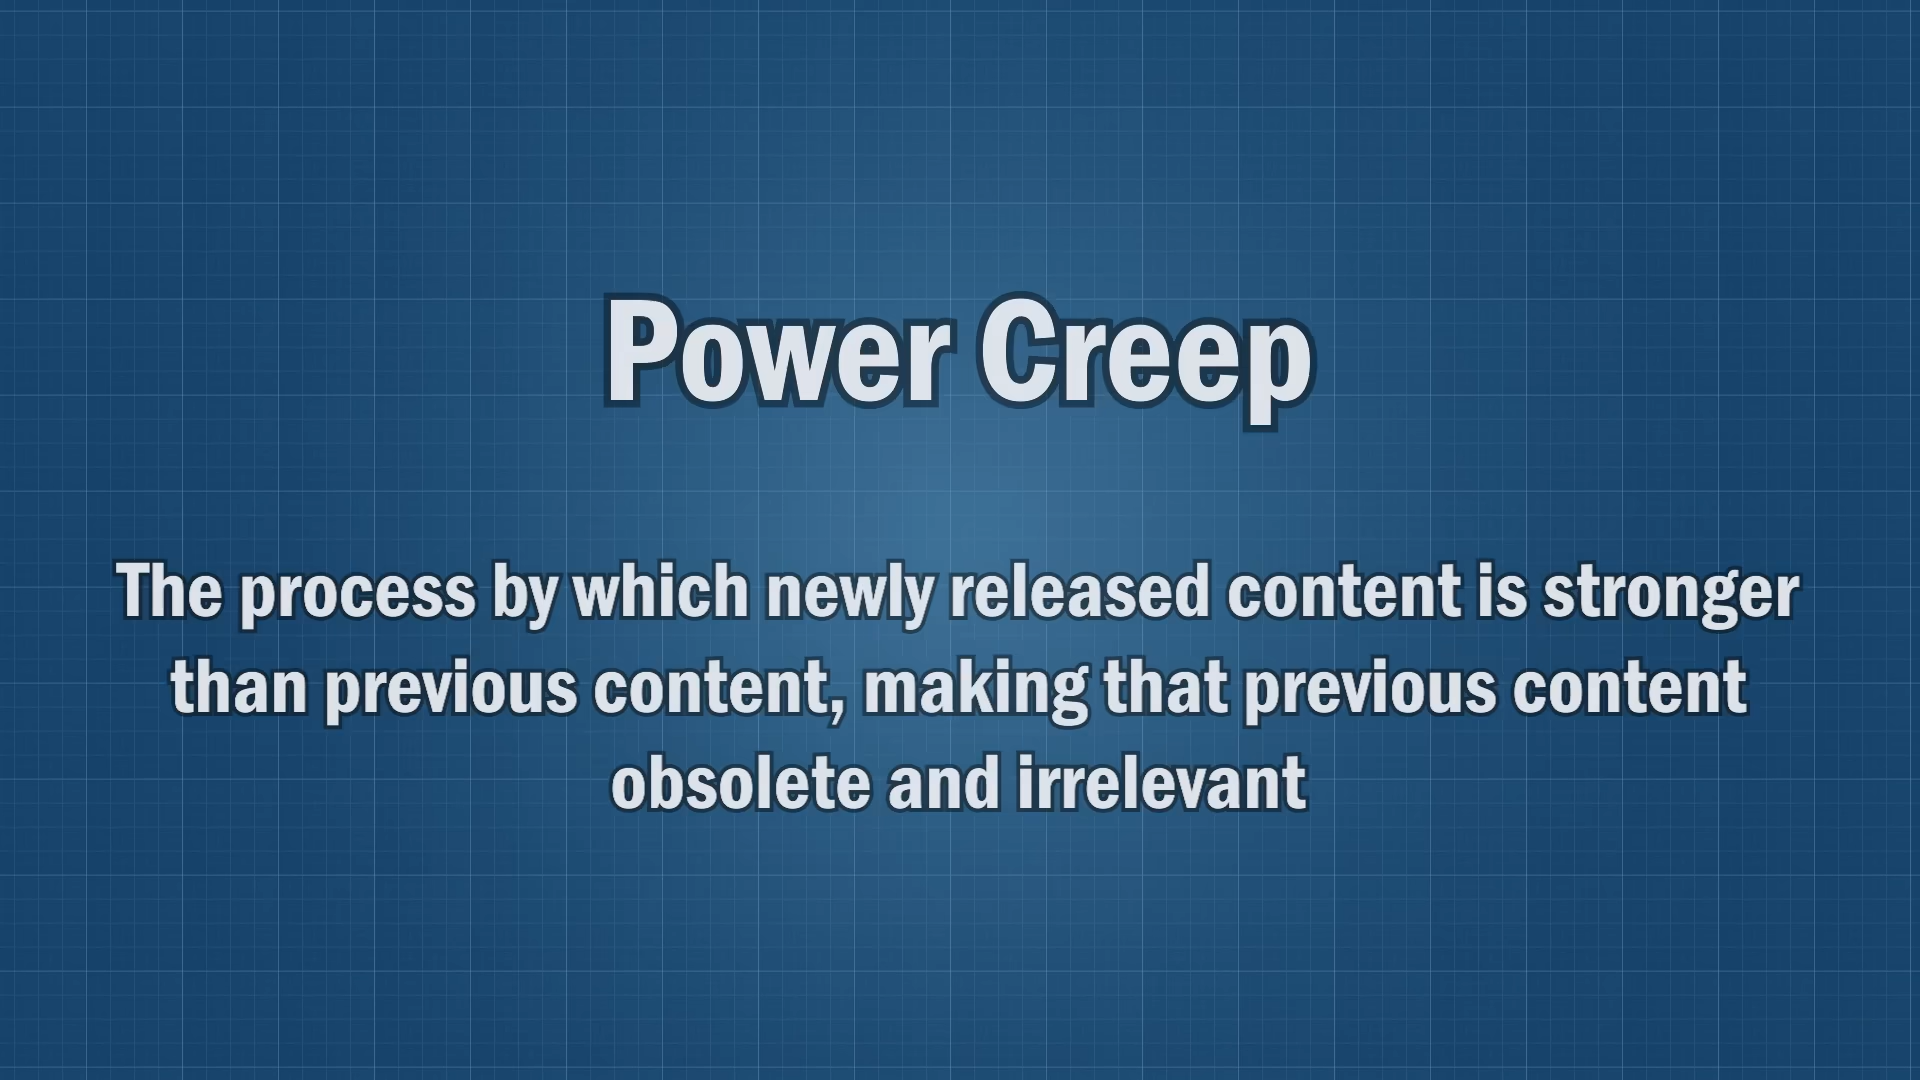 Power Creep
The process by which newly released content is stronger
than previous content, making that previous content
obsolete and irrelevant